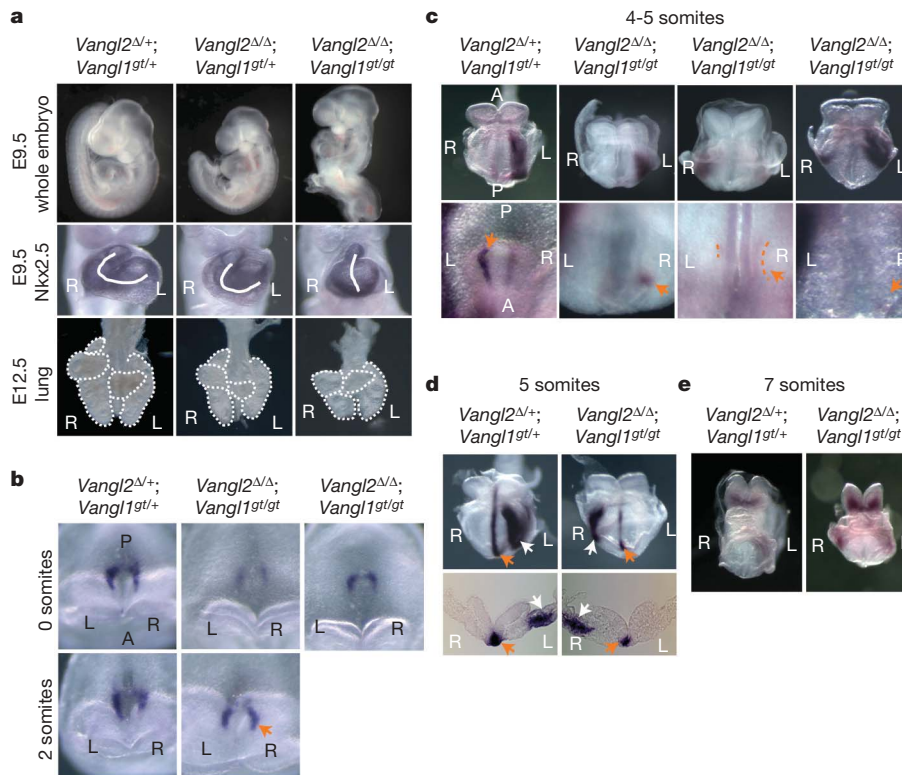 a
Vangl2Δ/+; Vangl2Δ/Δ; Vangl2Δ/Δ;
Vangl1gt/+ Vangl1gt/+ Vangl1gt/gt
E9.5
whole embryo
E9.5
Nkx2.5
R L R L R L
E12.5
lung
R L R L R L
b
Vangl2Δ/+; Vangl2Δ/Δ; Vangl2Δ/Δ;
Vangl1gt/+ Vangl1gt/gt Vangl1gt/gt
0 somites
P
L R L R L R
A
2 somites
L R L R
c
4-5 somites
Vangl2Δ/+; Vangl2Δ/Δ; Vangl2Δ/Δ; Vangl2Δ/Δ;
Vangl1gt/+ Vangl1gt/gt Vangl1gt/gt Vangl1gt/gt
A
R L R L R L R L
P
P
L R L R L R L R
A
d
5 somites
Vangl2Δ/+; Vangl2Δ/Δ;
Vangl1gt/+ Vangl1gt/gt
R L R L
R L R L
e
7 somites
Vangl2Δ/+; Vangl2Δ/Δ;
Vangl1gt/+ Vangl1gt/gt
R L R L